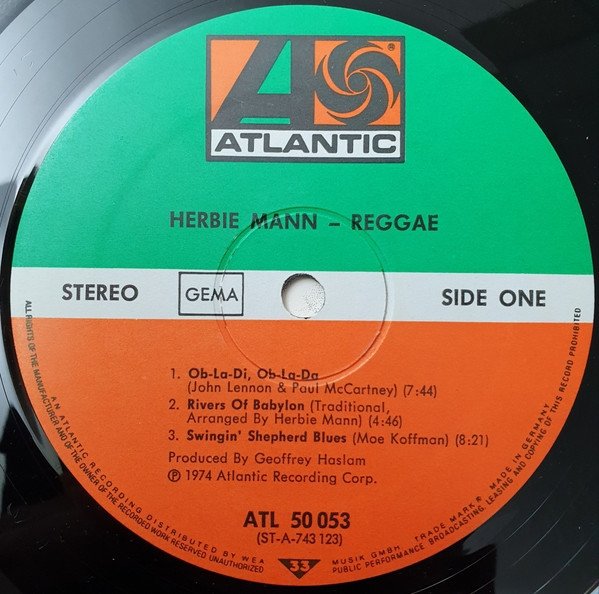 ATLANTIC
®
HERBIE MANN – REGGAE
STEREO
GEMA
SIDE ONE
1. Ob-La-Di, Ob-La-Da
(John Lennon & Paul McCartney) (7:44)
2. Rivers Of Babylon (Traditional,
Arranged By Herbie Mann) (4:46)
3. Swingin' Shepherd Blues (Moe Koffman) (8:21)
Produced By Geoffrey Haslam
℗ 1974 Atlantic Recording Corp.
ATL 50 053
(ST-A-743 123)
33
AN ATLANTIC RECORDING DISTRIBUTED BY WEA MUSIK GMBH . TRADE MARK . MADE IN GERMANY
ALL RIGHTS OF THE MANUFACTURER AND OF THE OWNER OF THE RECORDED WORK RESERVED UNAUTHORIZED PUBLIC PERFORMANCE BROADCASTING, LEASING AND COPYING OF THIS RECORD PROHIBITED